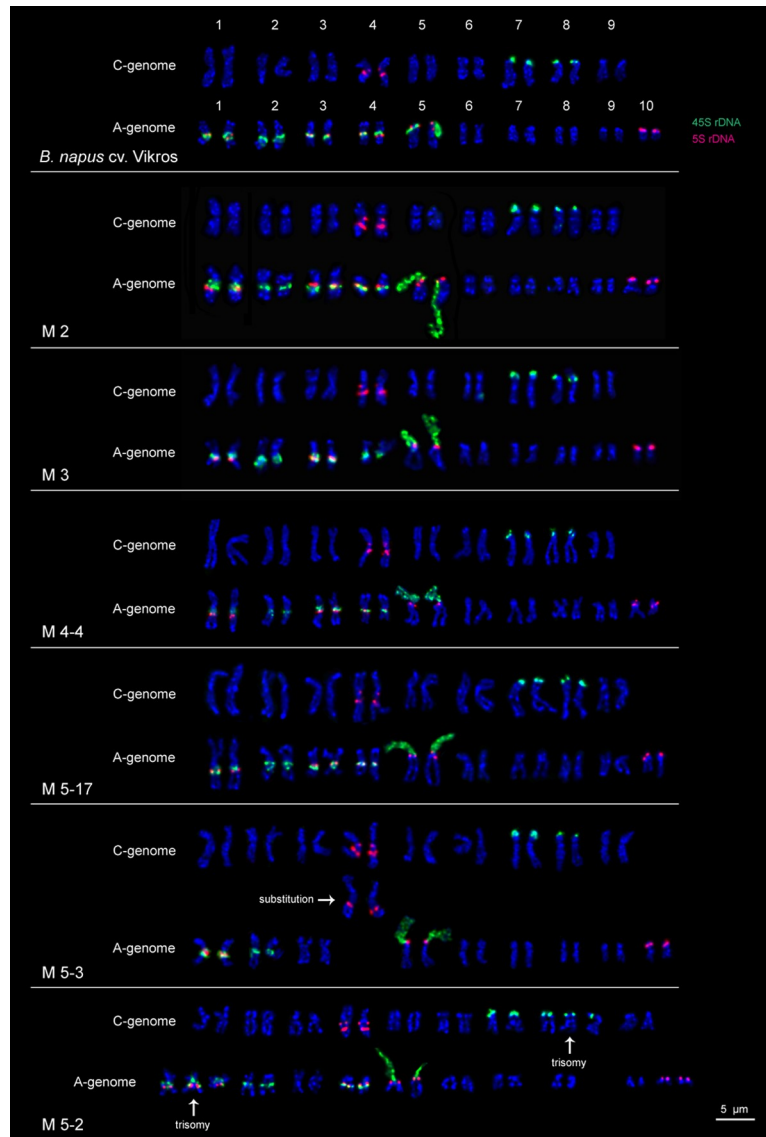 1 2 3 4 5 6 7 8 9
C-genome
1 2 3 4 5 6 7 8 9 10
A-genome
45S rDNA
5S rDNA
B. napus cv. Vikros
C-genome
A-genome
M 2
C-genome
A-genome
M 3
C-genome
A-genome
M 4-4
C-genome
A-genome
M 5-17
C-genome
substitution →
A-genome
M 5-3
C-genome
trisomy
A-genome
trisomy
M 5-2
5 µm